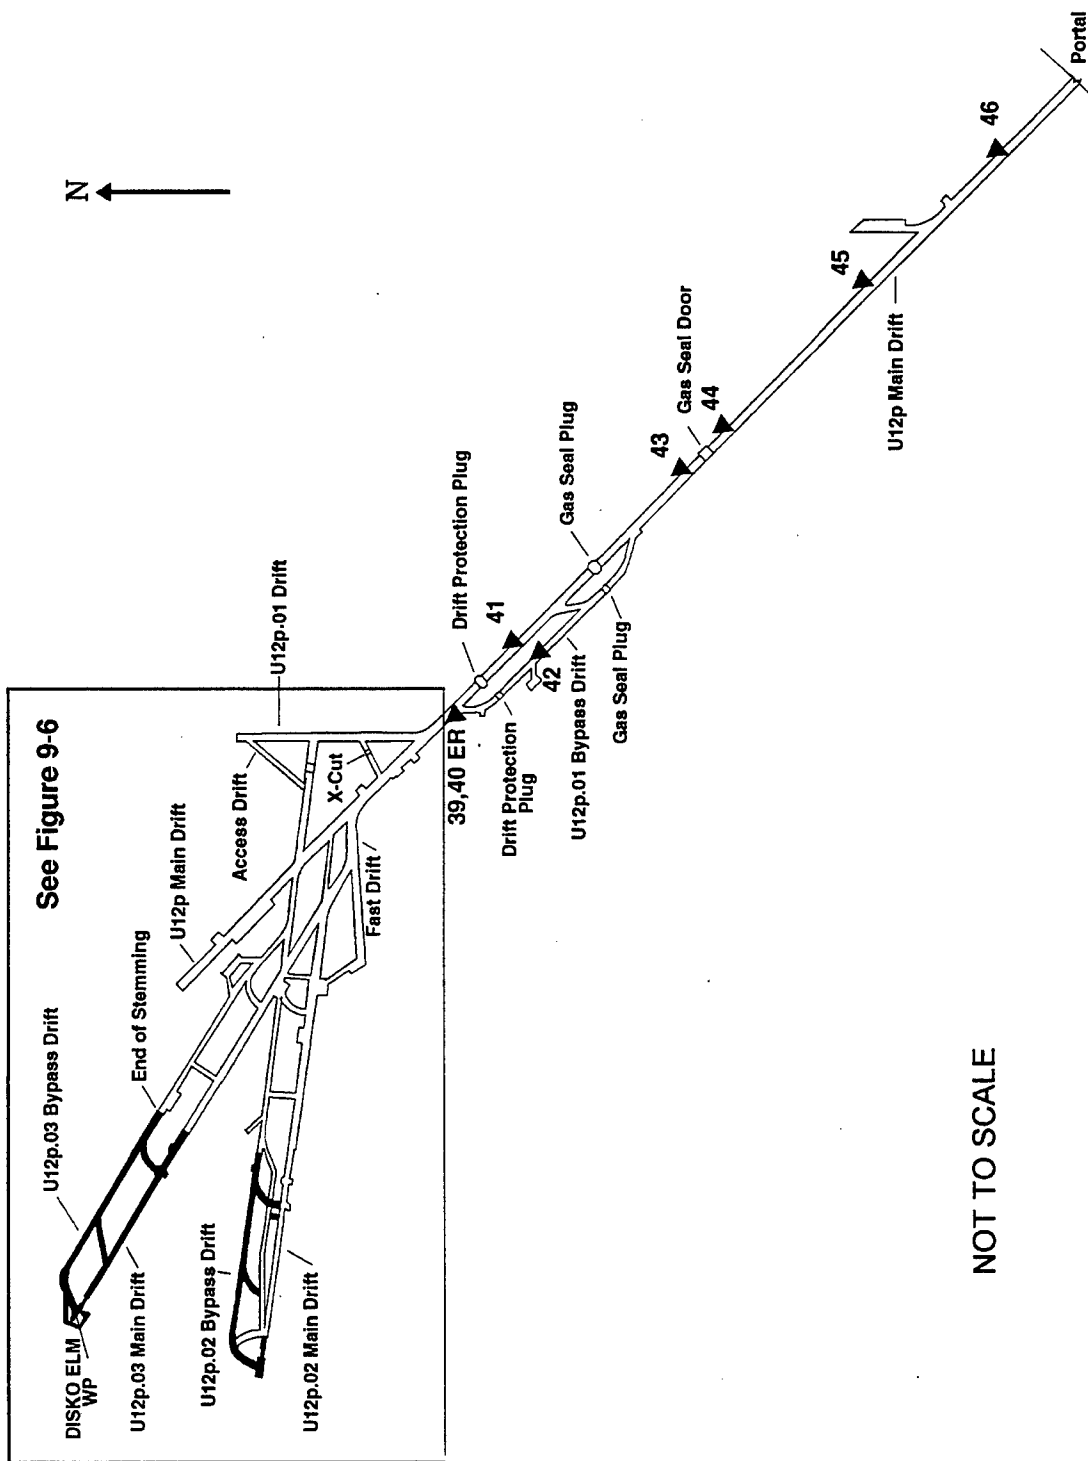 See Figure 9-6
N
DISKO ELM
WP
U12p.03 Bypass Drift
End of Stemming
U12p.03 Main Drift
U12p Main Drift
Access Drift
U12p.01 Drift
X-Cut
Fast Drift
U12p.02 Bypass Drift
U12p.02 Main Drift
39,40 ER
Drift Protection Plug
41
42
Drift Protection
Plug
U12p.01 Bypass Drift
Gas Seal Plug
Gas Seal Plug
43
Gas Seal Door
44
45
U12p Main Drift
46
Portal
NOT TO SCALE